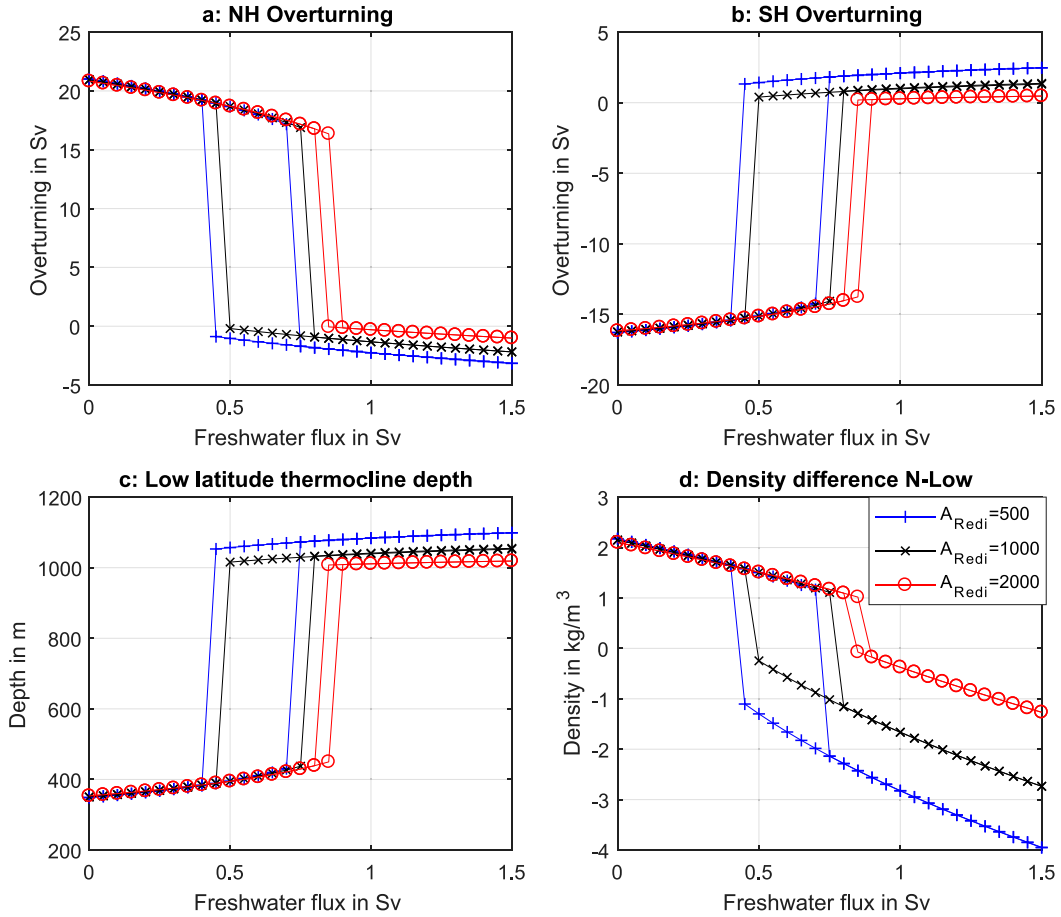 a: NH Overturning
25
20
15
10
5
0
-5
Overturning in Sv
0
0.5
1
1.5
Freshwater flux in Sv
b: SH Overturning
5
0
-5
-10
-15
-20
Overturning in Sv
0
0.5
1
1.5
Freshwater flux in Sv
c: Low latitude thermocline depth
1200
1000
800
600
400
200
Depth in m
0
0.5
1
1.5
Freshwater flux in Sv
d: Density difference N-Low
3
2
1
0
-1
-2
-3
-4
Density in kg/m³
A_Redi=500
A_Redi=1000
A_Redi=2000
0
0.5
1
1.5
Freshwater flux in Sv